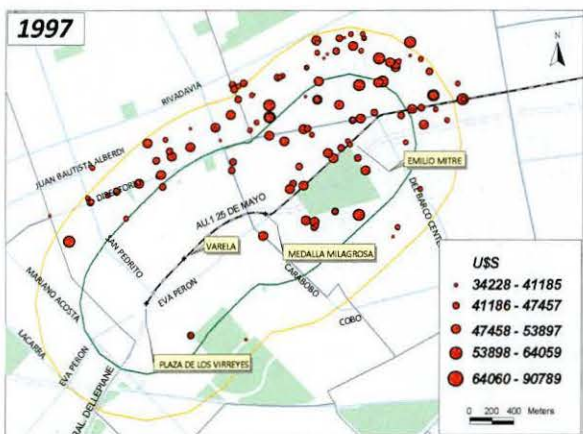 1997
N
RIVADAVIA
JUAN BAUTISTA ALBERDI
DIRECTORIO
EMILIO MITRE
AU.1 25 DE MAYO
SAN PEDRITO
VARELA
MEDALLA MILAGROSA
MARIANO ACOSTA
EVA PERON
CARABOBO
COBO
LACARRA
EVA PERON
PLAZA DE LOS VIRREYES
U$S
34228 - 41185
41186 - 47457
47458 - 53897
53898 - 64059
64060 - 90789
0 200 400 Meters